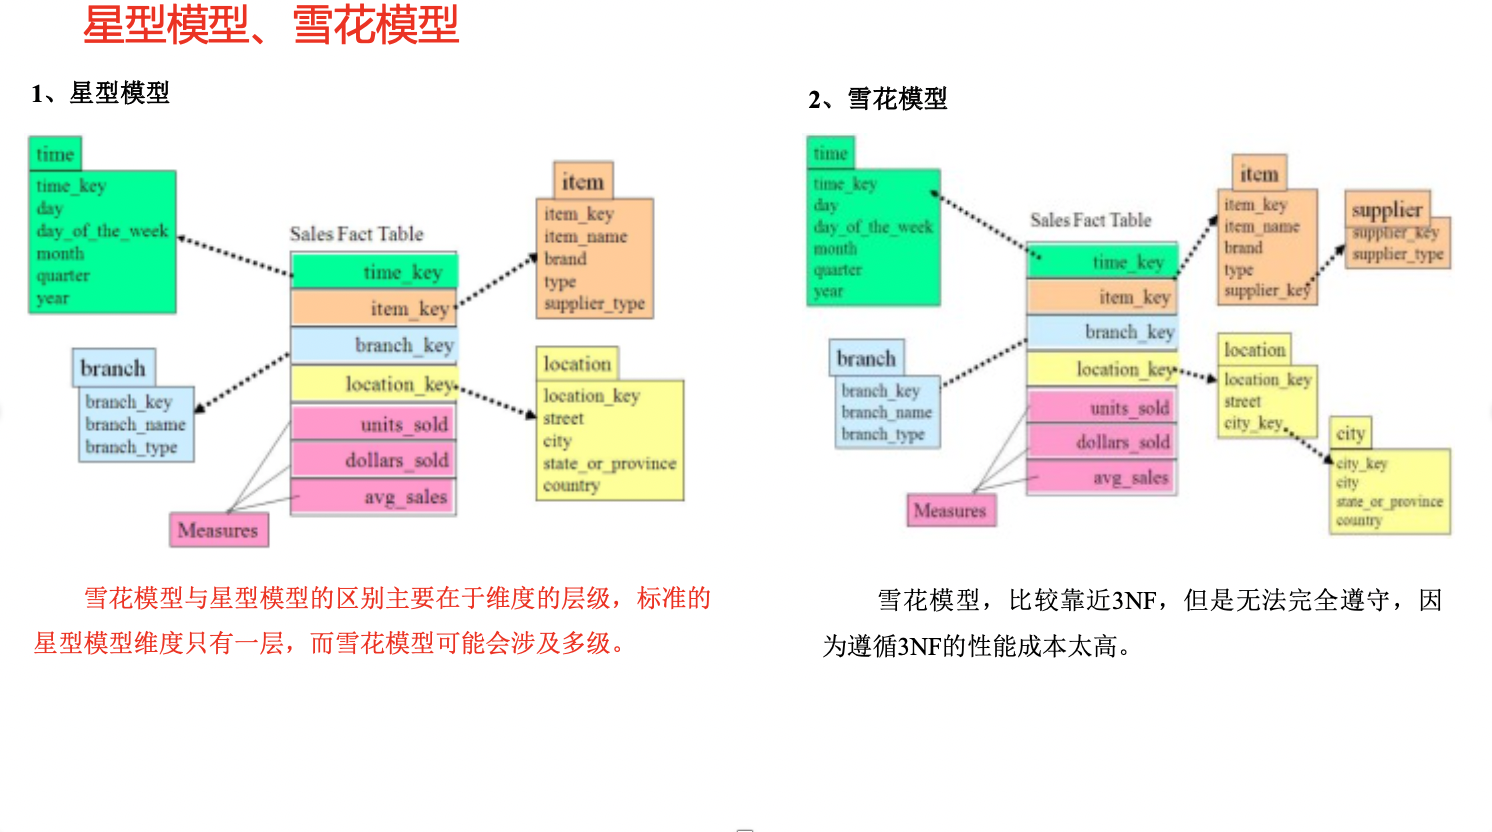 星型模型、雪花模型
1、星型模型
time
time_key
day
day_of_the_week
month
quarter
year
branch
branch_key
branch_name
branch_type
Sales Fact Table
time_key
item_key
branch_key
location_key
units_sold
dollars_sold
avg_sales
Measures
item
item_key
item_name
brand
type
supplier_type
location
location_key
street
city
state_or_province
country
雪花模型与星型模型的区别主要在于维度的层级，标准的
星型模型维度只有一层，而雪花模型可能会涉及多级。
2、雪花模型
time
time_key
day
day_of_the_week
month
quarter
year
branch
branch_key
branch_name
branch_type
Sales Fact Table
time_key
item_key
branch_key
location_key
units_sold
dollars_sold
avg_sales
Measures
item
item_key
item_name
brand
type
supplier_key
supplier
supplier_key
supplier_type
location
location_key
street
city_key
city
city_key
city
state_or_province
country
雪花模型，比较靠近3NF，但是无法完全遵守，因
为遵循3NF的性能成本太高。